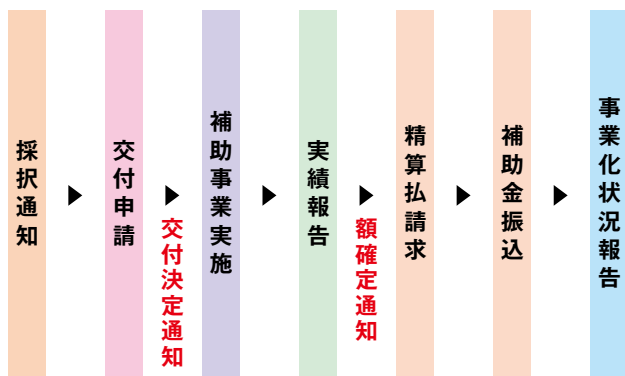 採択通知
交付申請
交付決定通知
補助事業実施
実績報告
額確定通知
精算払請求
補助金振込
事業化状況報告